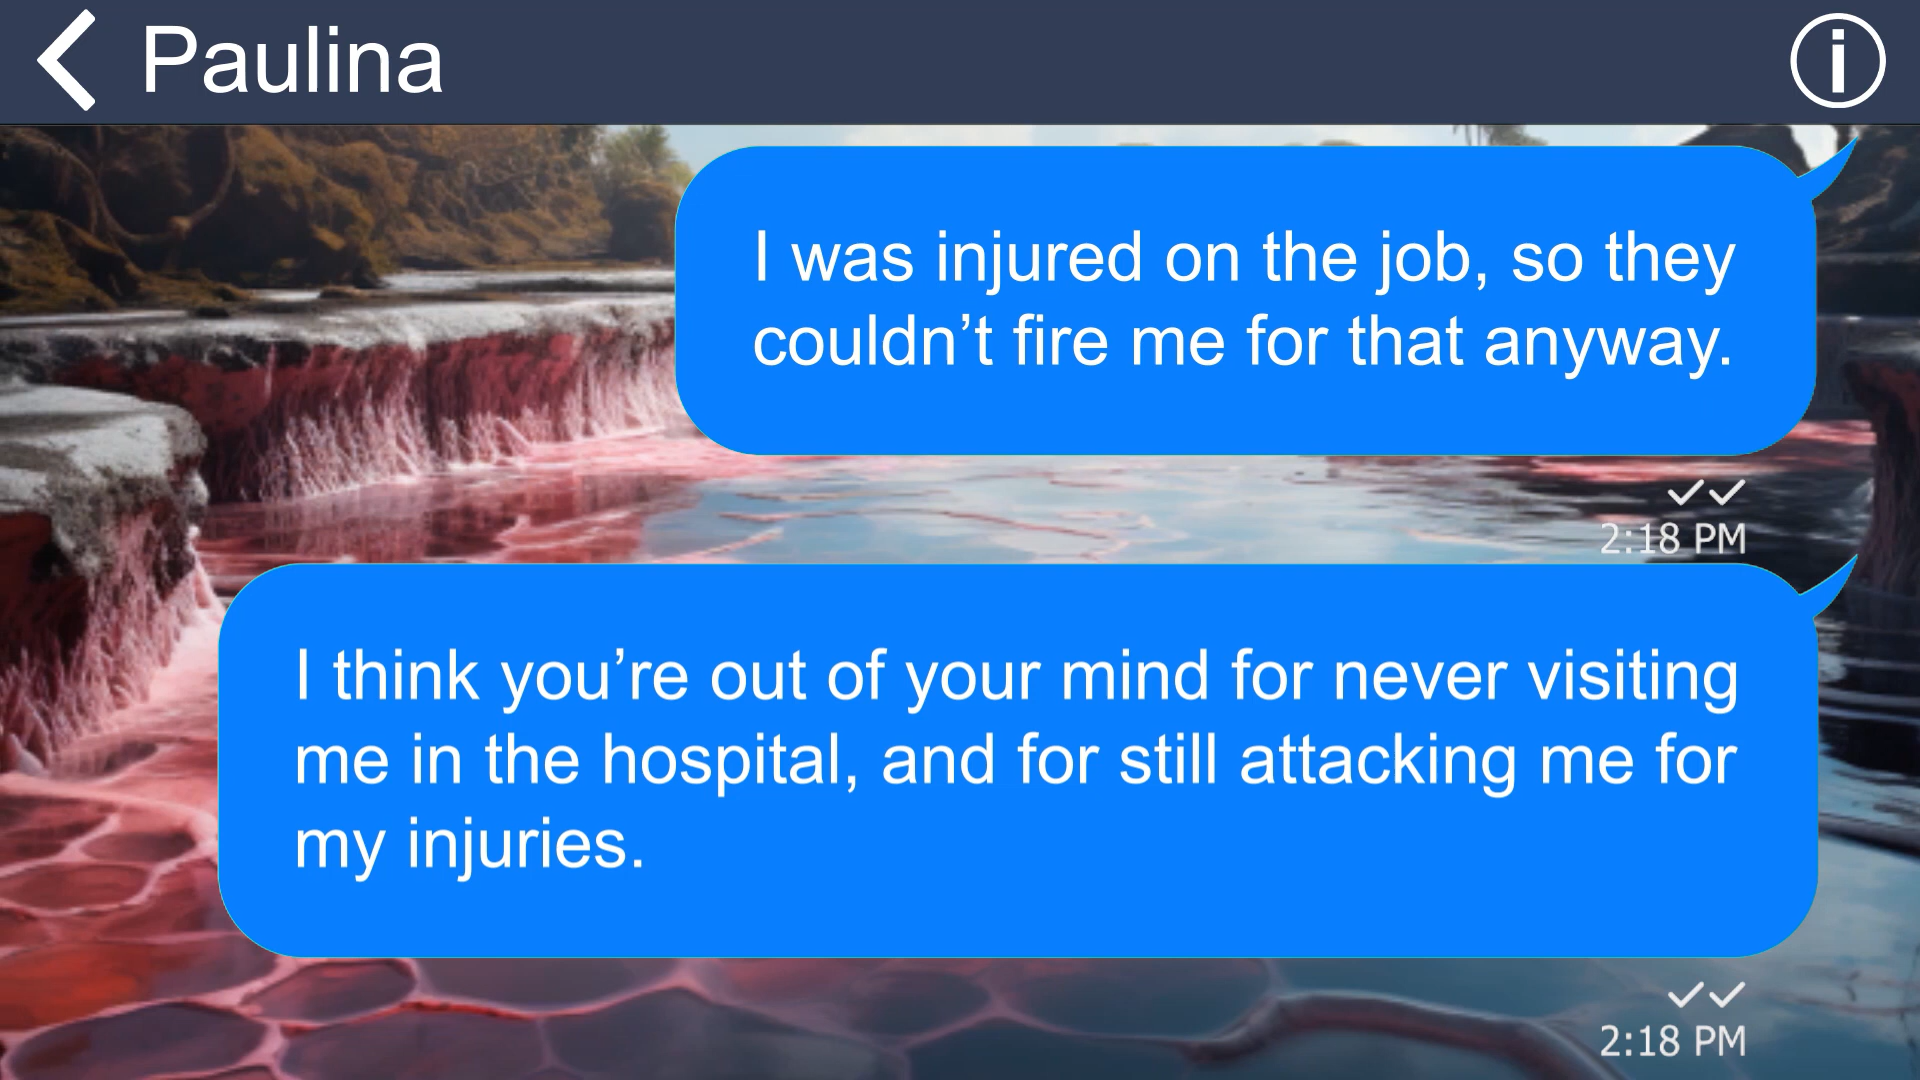 Paulina
I was injured on the job, so they
couldn’t fire me for that anyway.
2:18 PM
I think you’re out of your mind for never visiting
me in the hospital, and for still attacking me for
my injuries.
2:18 PM